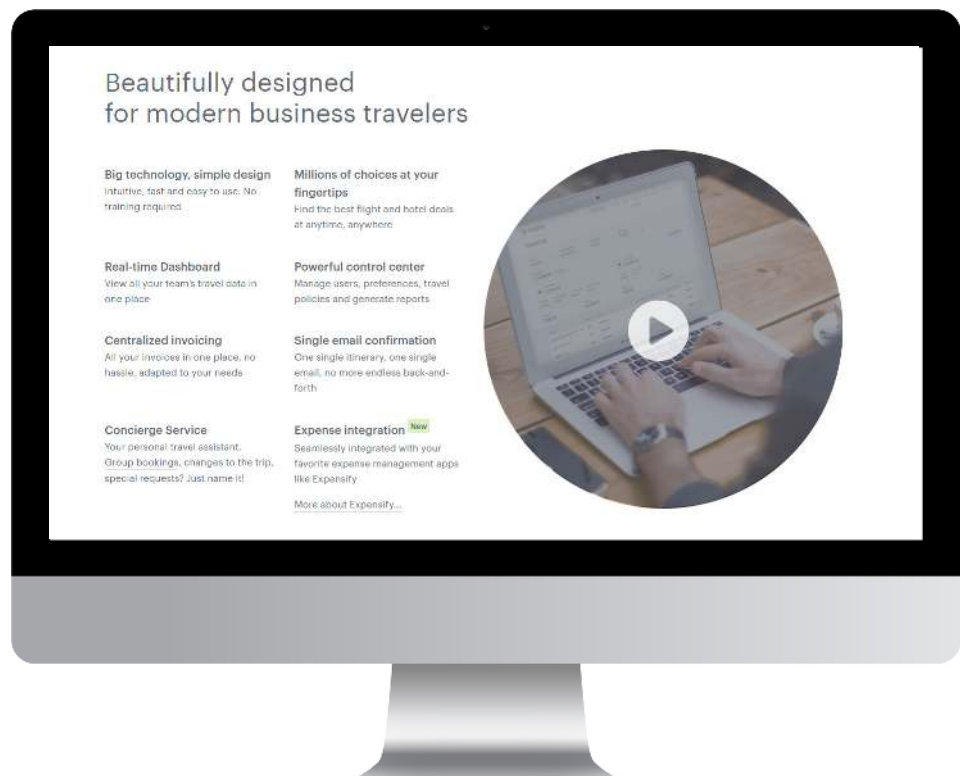 Beautifully designed
for modern business travelers
Big technology, simple design
Intuitive, fast and easy to use. No
training required
Millions of choices at your
fingertips
Find the best flight and hotel deals
at anytime, anywhere
Real-time Dashboard
View all your team's travel data in
one place
Powerful control center
Manage users, preferences, travel
policies and generate reports
Centralized invoicing
All your invoices in one place, no
hassle, adapted to your needs
Single email confirmation
One single itinerary, one single
email, no more endless back-and-
forth
Concierge Service
Your personal travel assistant.
Group bookings, changes to the trip,
special requests? Just name it!
Expense integration New
Seamlessly integrated with your
favorite expense management apps
like Expensify
More about Expensify...